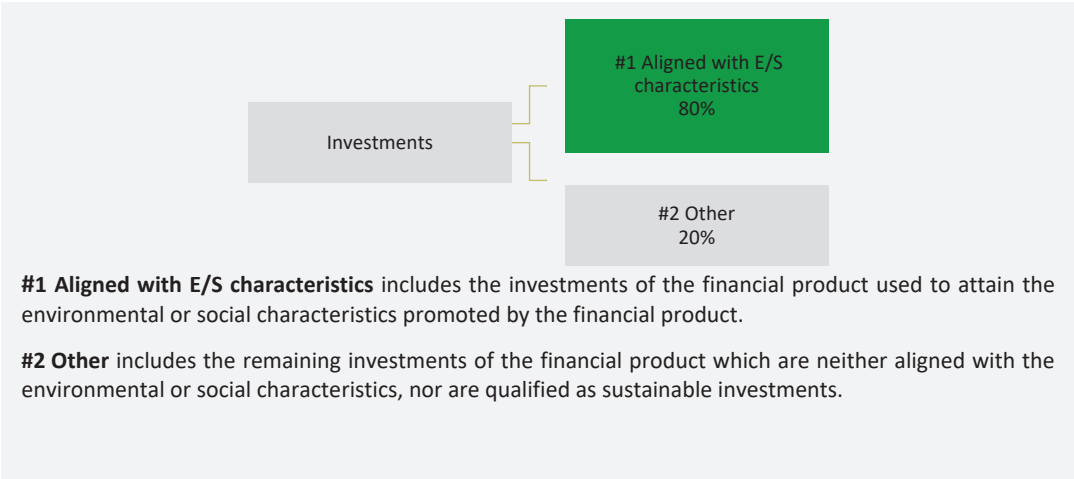 #1 Aligned with E/S
characteristics
80%
Investments
#2 Other
20%
#1 Aligned with E/S characteristics includes the investments of the financial product used to attain the
environmental or social characteristics promoted by the financial product.
#2 Other includes the remaining investments of the financial product which are neither aligned with the
environmental or social characteristics, nor are qualified as sustainable investments.